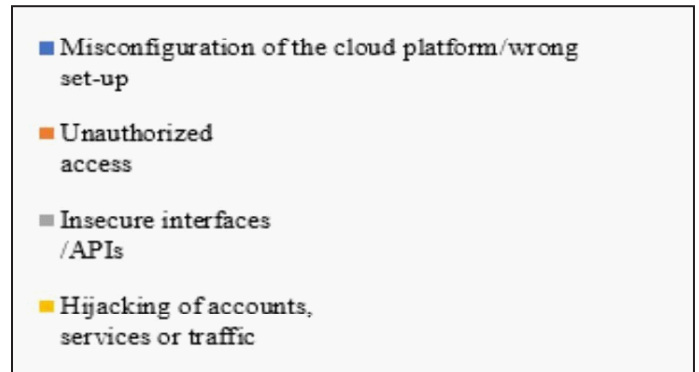 Misconfiguration of the cloud platform/wrong
set-up
Unauthorized
access
Insecure interfaces
/APIs
Hijacking of accounts,
services or traffic